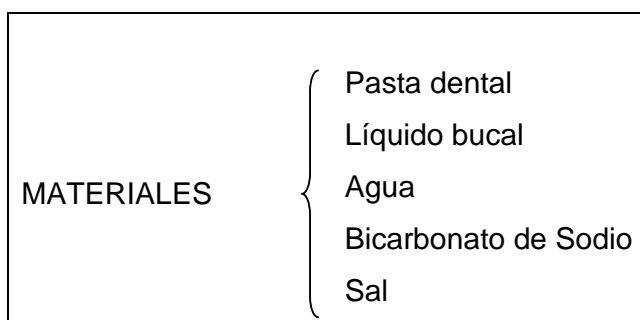 Pasta dental
Líquido bucal
MATERIALES
Agua
Bicarbonato de Sodio
Sal